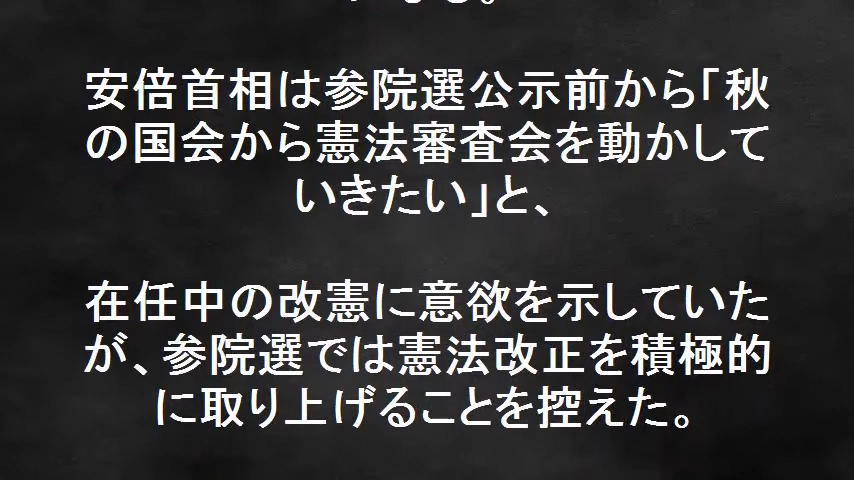 安倍首相は参院選公示前から「秋
の国会から憲法審査会を動かして
いきたい」と、
在任中の改憲に意欲を示していた
が、参院選では憲法改正を積極的
に取り上げることを控えた。